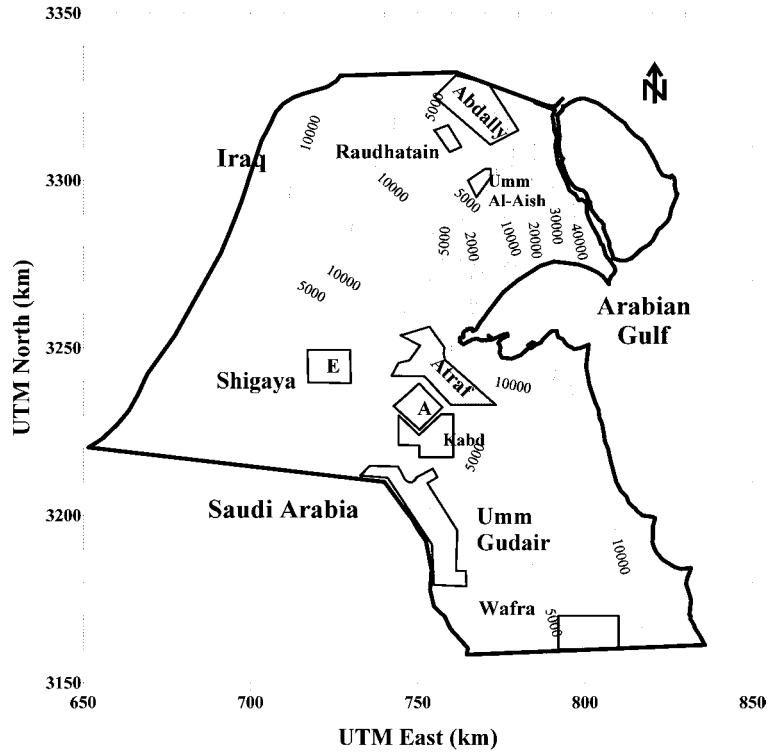 3350
N
Abdally
5000
10000
Raudhatain
Iraq
3300
Umm
Al-Aish
10000
5000
5000
2000
10000
20000
30000
40000
10000
5000
Arabian
Gulf
UTM North (km)
3250
E
Shigaya
Atraf
10000
A
Kabd
5000
3200
Saudi Arabia
Umm
Gudair
10000
Wafra
5000
3150
650
700
750
800
850
UTM East (km)